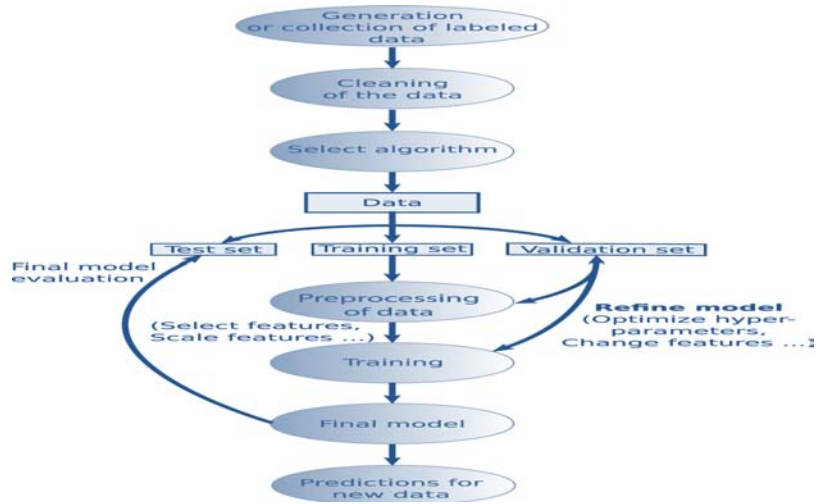 Generation
or collection of labeled
data
Cleaning
of the data
Select algorithm
Data
Test set
Training set
Validation set
Final model
evaluation
Preprocessing
of data
(Select features,
Scale features ...)
Refine model
(Optimize hyper-
parameters,
Change features ...)
Training
Final model
Predictions for
new data